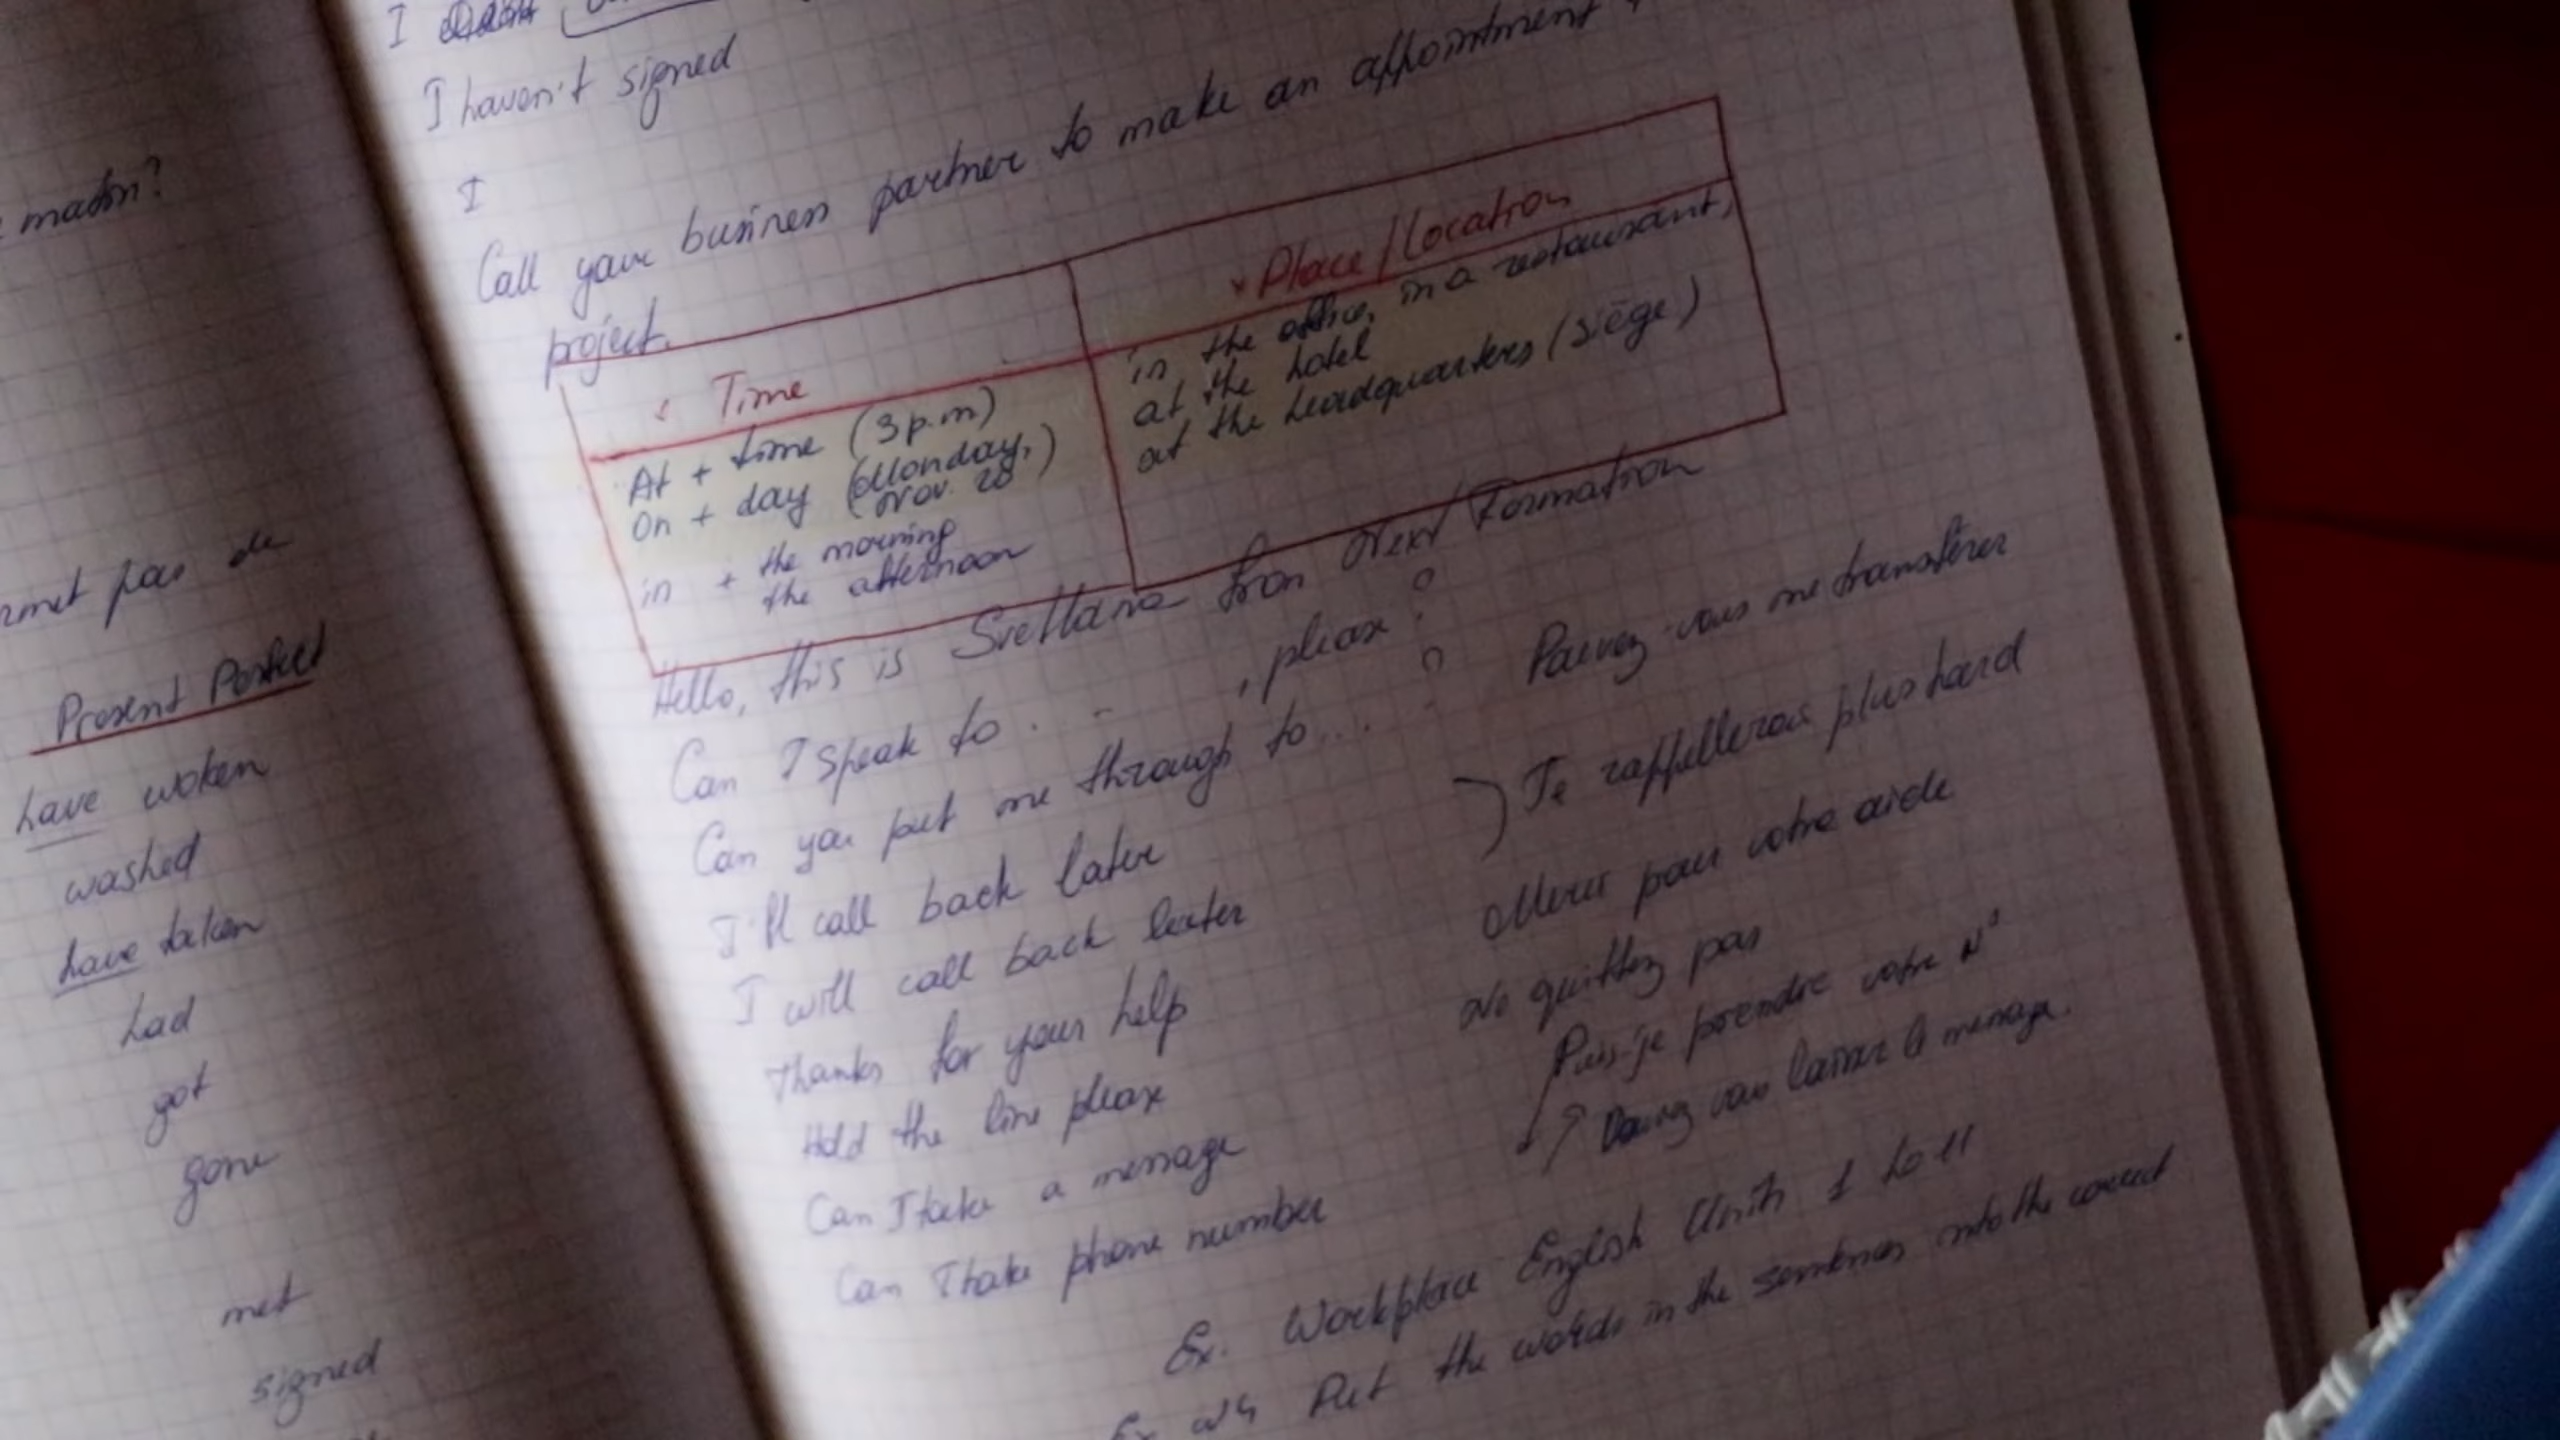 matin?
pas de
Present Perfect
have woken
washed
have taken
had
got
gone
met
signed
I
I haven't signed
I
Call your business partner to make an appointment
project.
Time
At + time (3 p.m)
On + day (Monday,)
(Nov. 28
in + the morning
the afternoon
Place/Location
in the office, in a restaurant,
at the hotel
at the headquarters (siège)
Hello, this is Svetlana from Next Formation
Can I speak to . . - , please?
Can you put me through to... ? Pouvez-vous me transférer
I'll call back later
I will call back later
) Je rappellerai plus tard
Thanks for your help Merci pour votre aide
Hold the line please Ne quittez pas
Can I take a message Puis-je prendre votre N°
Can I take phone number vous laisser le message.
Ex. Workplace English Units 1 to 11
Ex N4 Put the words in the sentences into the correct